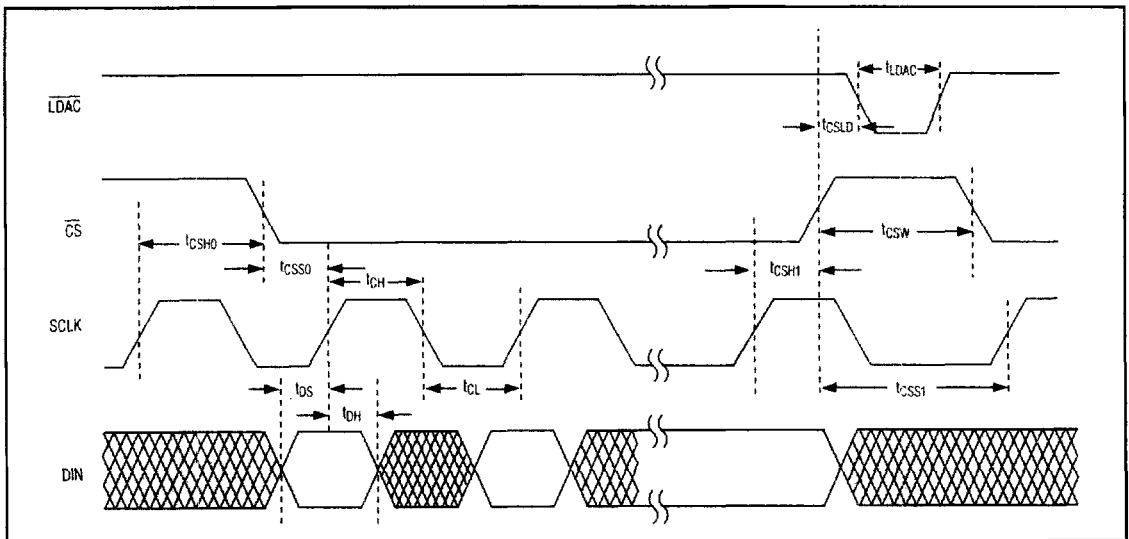 tLDAC
LDAC
tCSLD
CS
tCSH0
tCSW
tCSS0
tCSH1
tCH
SCLK
tDS
tCL
tCSS1
tDH
DIN